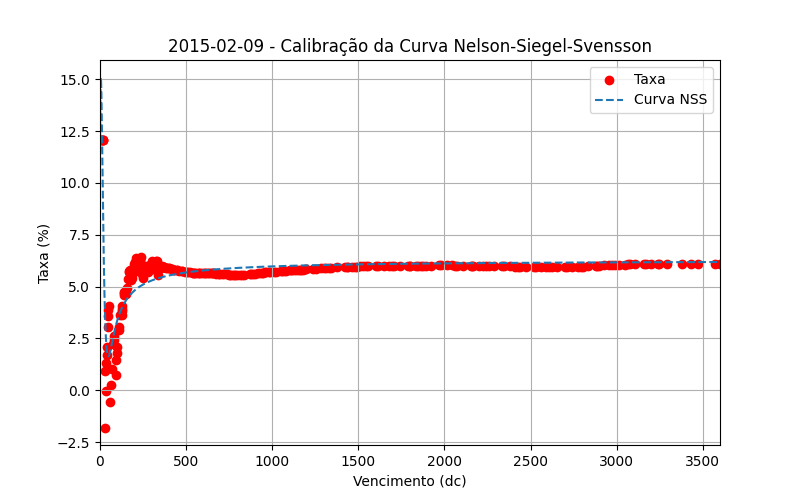 2015-02-09 - Calibração da Curva Nelson-Siegel-Svensson
Taxa
Curva NSS
15.0
12.5
10.0
7.5
5.0
2.5
0.0
−2.5
Taxa (%)
0 500 1000 1500 2000 2500 3000 3500
Vencimento (dc)